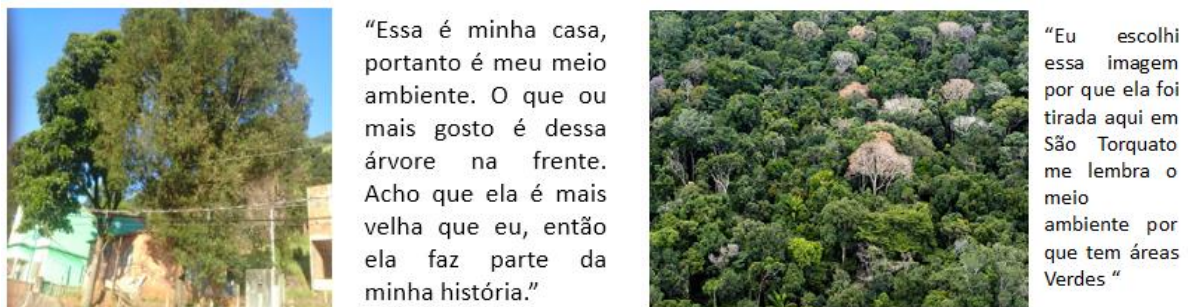 “Essa é minha casa,
portanto é meu meio
ambiente. O que ou
mais gosto é dessa
árvore na frente.
Acho que ela é mais
velha que eu, então
ela faz parte da
minha história.”
“Eu escolhi
essa imagem
por que ela foi
tirada aqui em
São Torquato
me lembra o
meio
ambiente por
que tem áreas
Verdes “